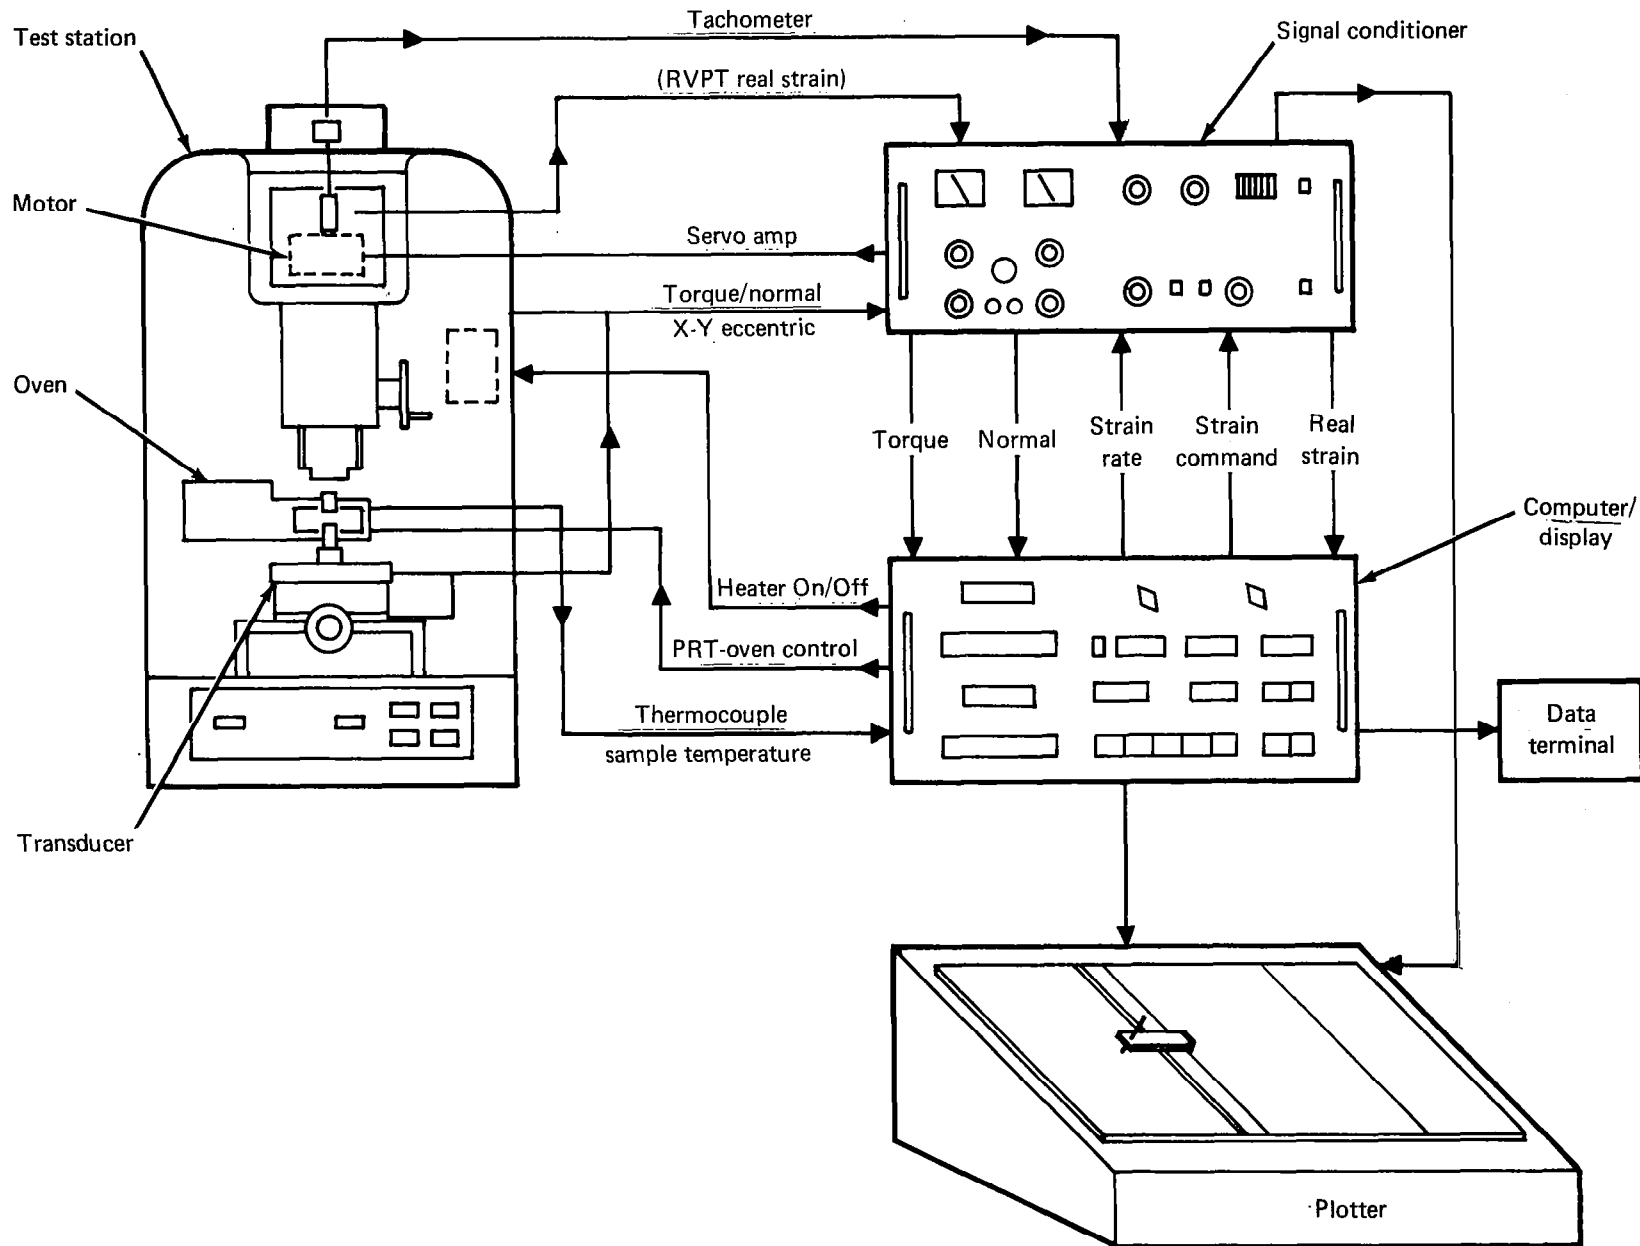 Tachometer
Test station
Signal conditioner
(RVPT real strain)
Motor
Servo amp
Torque/normal
X-Y eccentric
Oven
Torque
Normal
Strain
rate
Strain
command
Real
strain
Computer/
display
Heater On/Off
PRT-oven control
Thermocouple
sample temperature
Data
terminal
Transducer
Plotter